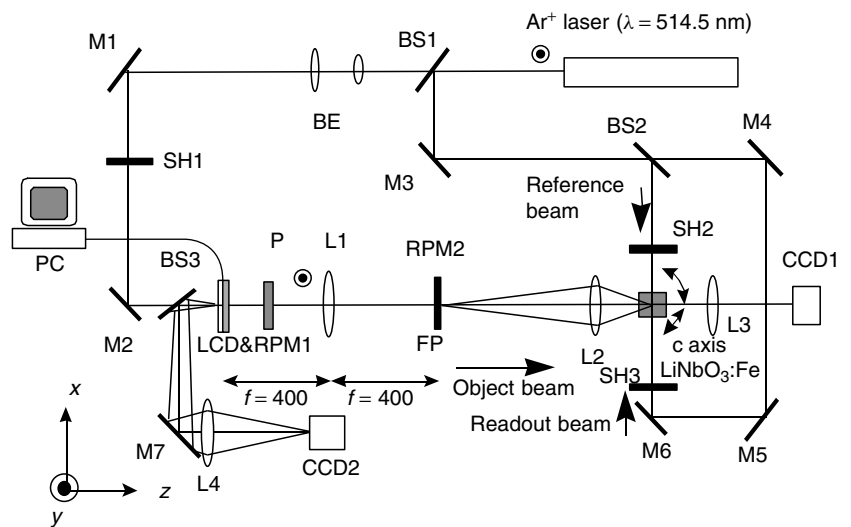 Ar⁺ laser (λ = 514.5 nm)
M1
BS1
BE
SH1
M3
BS2
M4
Reference
beam
SH2
PC
BS3
P
L1
RPM2
CCD1
M2
LCD&RPM1
FP
L2
L3
c axis
LiNbO₃:Fe
f = 400
f = 400
Object beam
SH3
Readout beam
M7
L4
CCD2
M6
M5
x
y
z